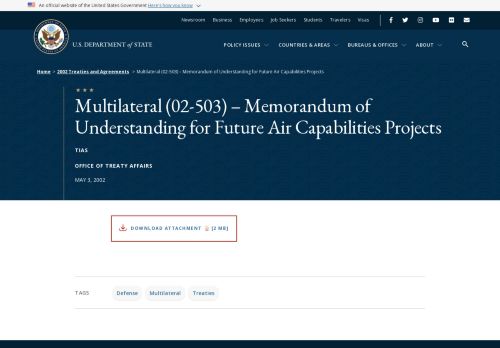 An official website of the United States Government Here's how you know
Newsroom Business Employees Job Seekers Students Travelers Visas
U.S. DEPARTMENT of STATE
POLICY ISSUES COUNTRIES & AREAS BUREAUS & OFFICES ABOUT
Home > 2002 Treaties and Agreements > Multilateral (02-503) – Memorandum of Understanding for Future Air Capabilities Projects
Multilateral (02-503) – Memorandum of
Understanding for Future Air Capabilities Projects
TIAS
OFFICE OF TREATY AFFAIRS
MAY 3, 2002
DOWNLOAD ATTACHMENT [2 MB]
TAGS Defense Multilateral Treaties